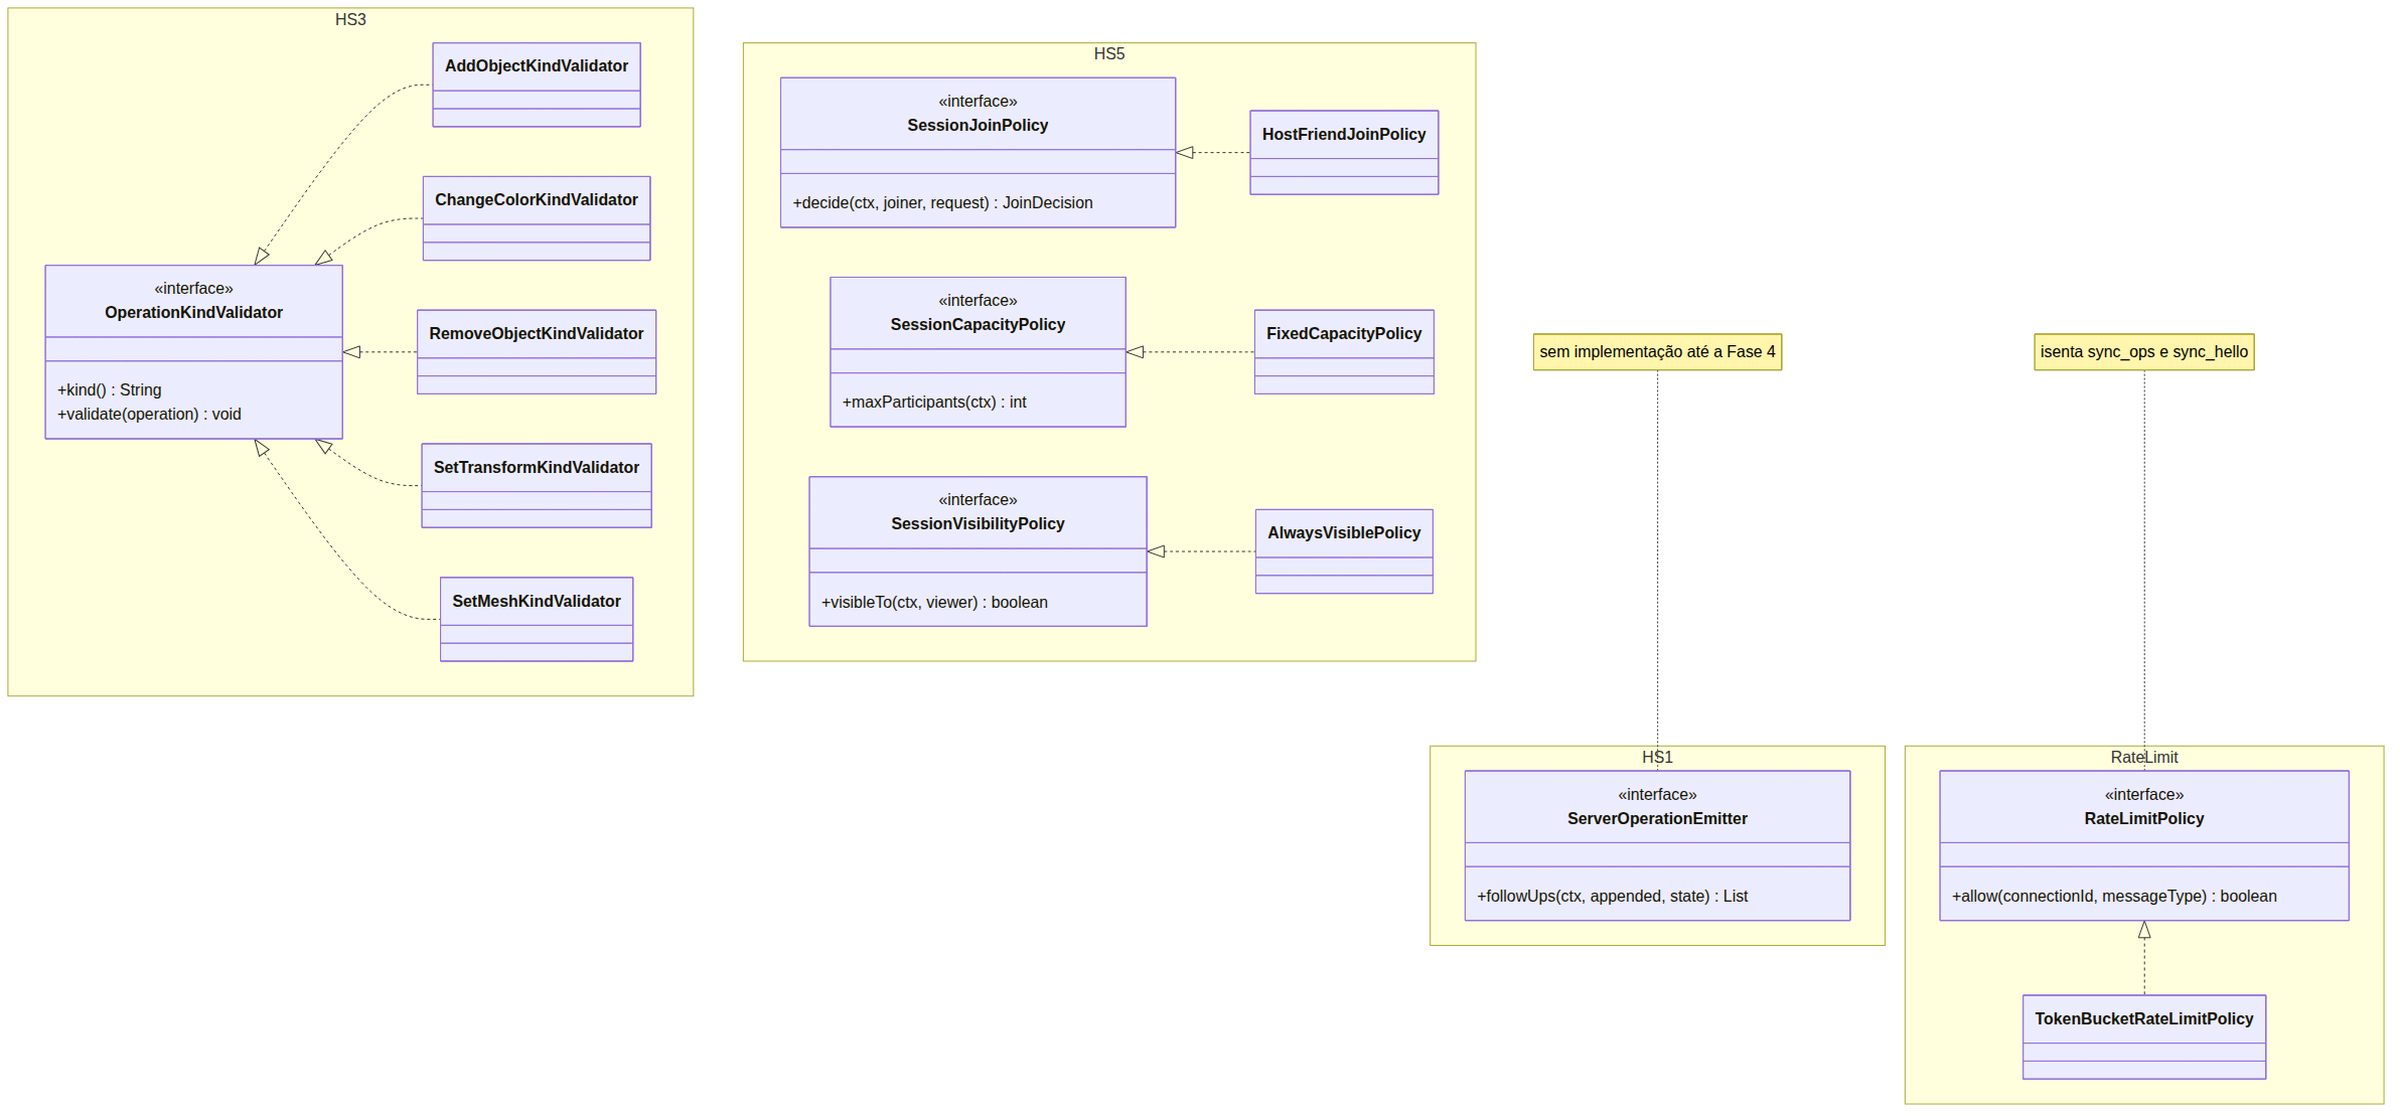 HS3
AddObjectKindValidator
ChangeColorKindValidator
«interface»
OperationKindValidator
+kind() : String
+validate(operation) : void
RemoveObjectKindValidator
SetTransformKindValidator
SetMeshKindValidator
HS5
«interface»
SessionJoinPolicy
+decide(ctx, joiner, request) : JoinDecision
HostFriendJoinPolicy
«interface»
SessionCapacityPolicy
+maxParticipants(ctx) : int
FixedCapacityPolicy
«interface»
SessionVisibilityPolicy
+visibleTo(ctx, viewer) : boolean
AlwaysVisiblePolicy
sem implementação até a Fase 4
isenta sync_ops e sync_hello
HS1
«interface»
ServerOperationEmitter
+followUps(ctx, appended, state) : List
RateLimit
«interface»
RateLimitPolicy
+allow(connectionId, messageType) : boolean
TokenBucketRateLimitPolicy